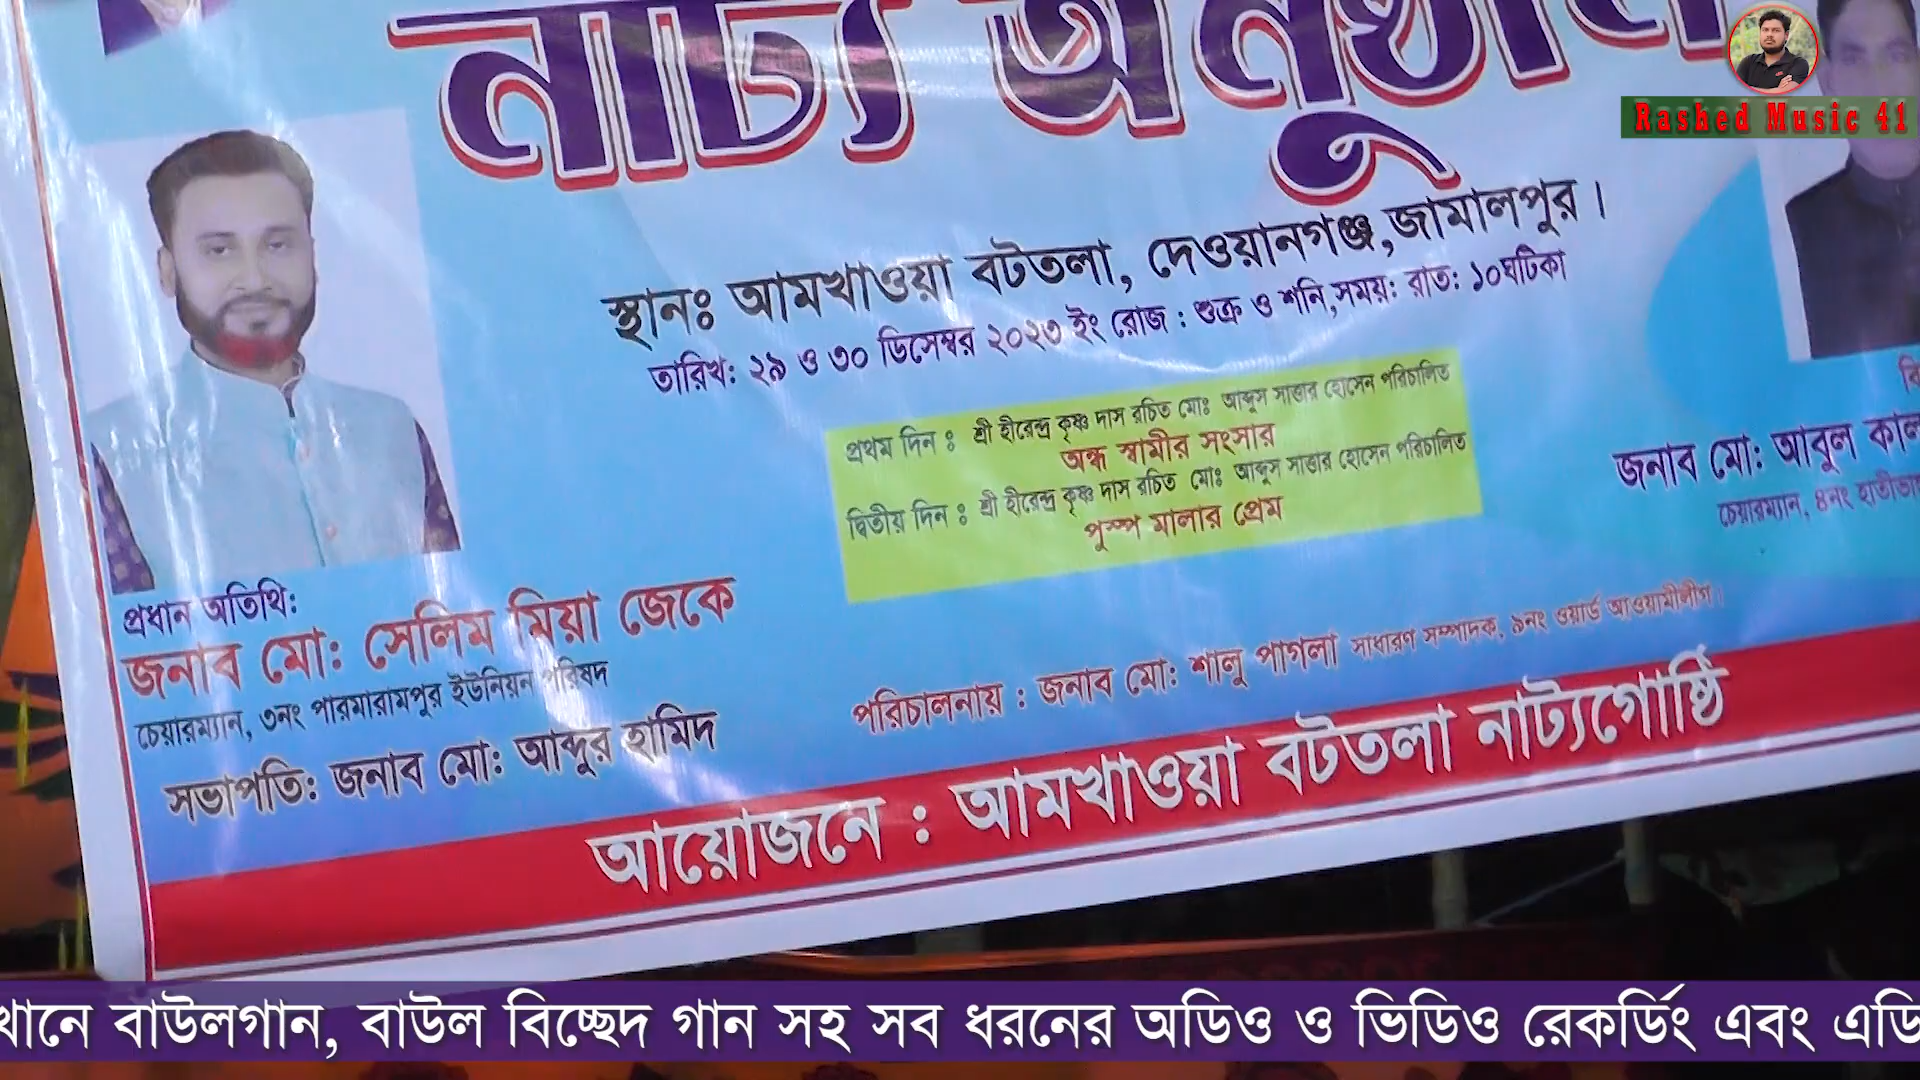 নাট্য অনুষ্ঠান
Rashed Music 41
স্থানঃ আমখাওয়া বটতলা, দেওয়ানগঞ্জ,জামালপুর।
তারিখ: ২৯ ও ৩০ ডিসেম্বর ২০২৩ ইং রোজ : শুক্র ও শনি,সময়: রাত: ১০ঘটিকা
প্রথম দিন ঃ শ্রী হীরেন্দ্র কৃষ্ণ দাস রচিত মোঃ আব্দুস সাত্তার হোসেন পরিচালিত
অন্ধ স্বামীর সংসার
দ্বিতীয় দিন ঃ শ্রী হীরেন্দ্র কৃষ্ণ দাস রচিত মোঃ আব্দুস সাত্তার হোসেন পরিচালিত
পুস্প মালার প্রেম
প্রধান অতিথি:
জনাব মো: সেলিম মিয়া জেকে
চেয়ারম্যান, ৩নং পারমারামপুর ইউনিয়ন পরিষদ
সভাপতি: জনাব মো: আব্দুর হামিদ
জনাব মো: আবুল
চেয়ারম্যান, ৪নং
পরিচালনায় : জনাব মো: শালু পাগলা সাধারণ সম্পাদক, ৯নং ওয়ার্ড আওয়ামীলীগ।
আয়োজনে : আমখাওয়া বটতলা নাট্যগোষ্ঠি
খানে বাউলগান, বাউল বিচ্ছেদ গান সহ সব ধরনের অডিও ও ভিডিও রেকর্ডিং এবং এডি